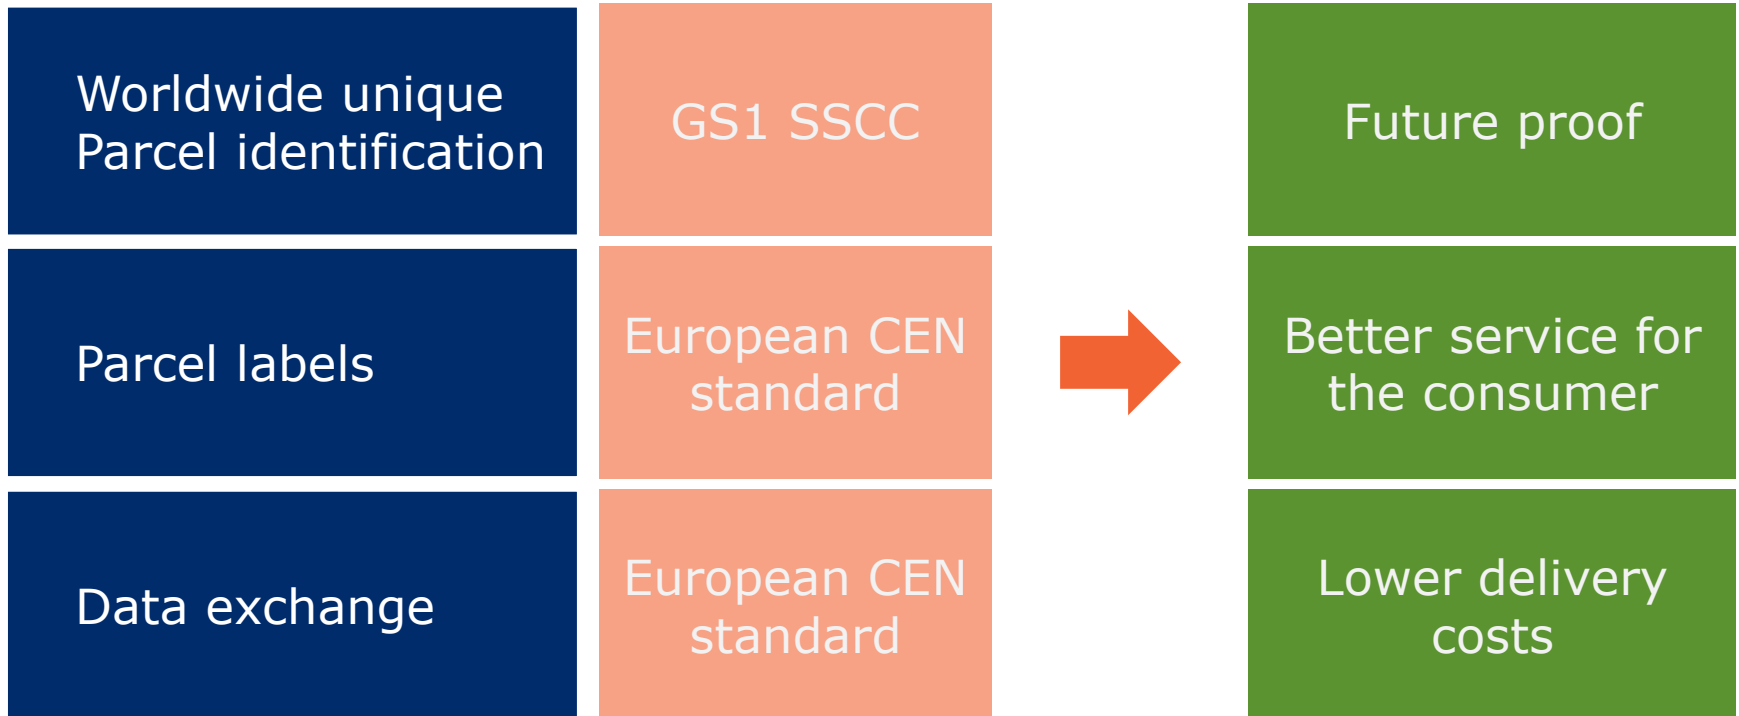 Worldwide unique
Parcel identification
GS1 SSCC
Future proof
Parcel labels
European CEN
standard
Better service for
the consumer
Data exchange
European CEN
standard
Lower delivery
costs